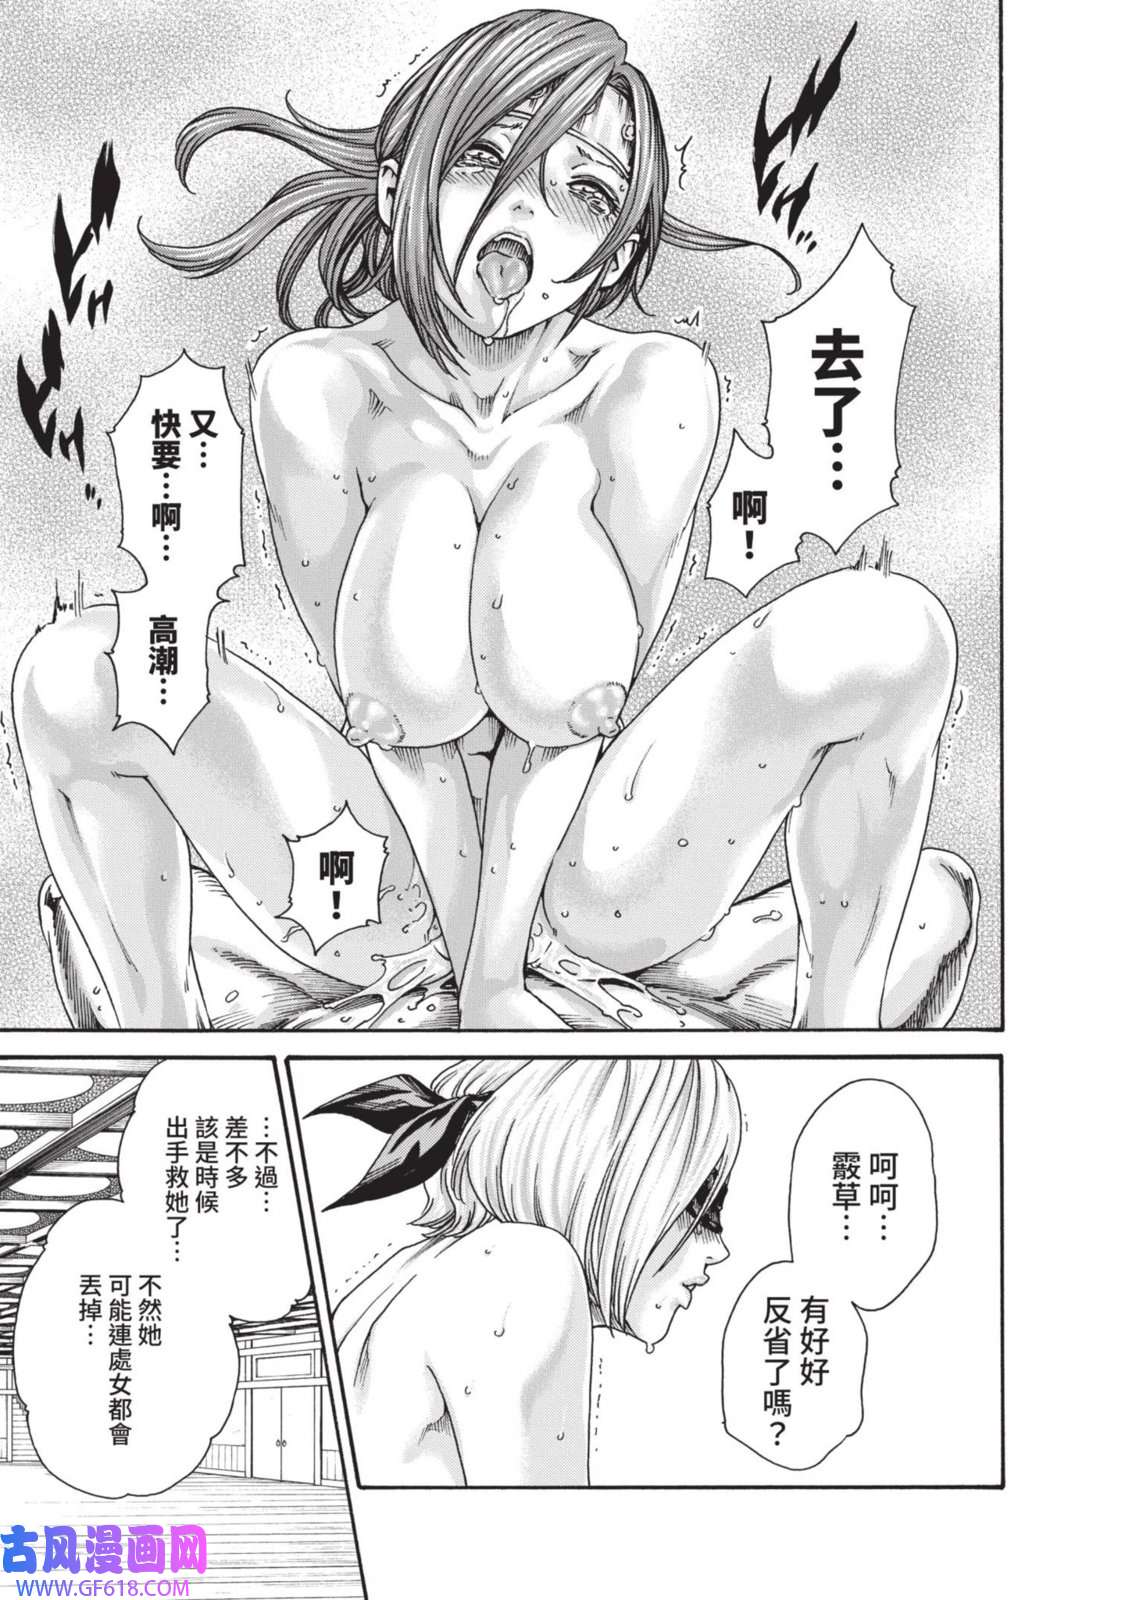 去了…
啊！
又…
快要…啊…
高潮…
啊！
呵呵…
霰草…
有好好
反省了嗎？
…不過…
差不多
該是時候
出手救她了…
不然她
可能連處女都會
丟掉…
古风漫画网
WWW.GF618.COM